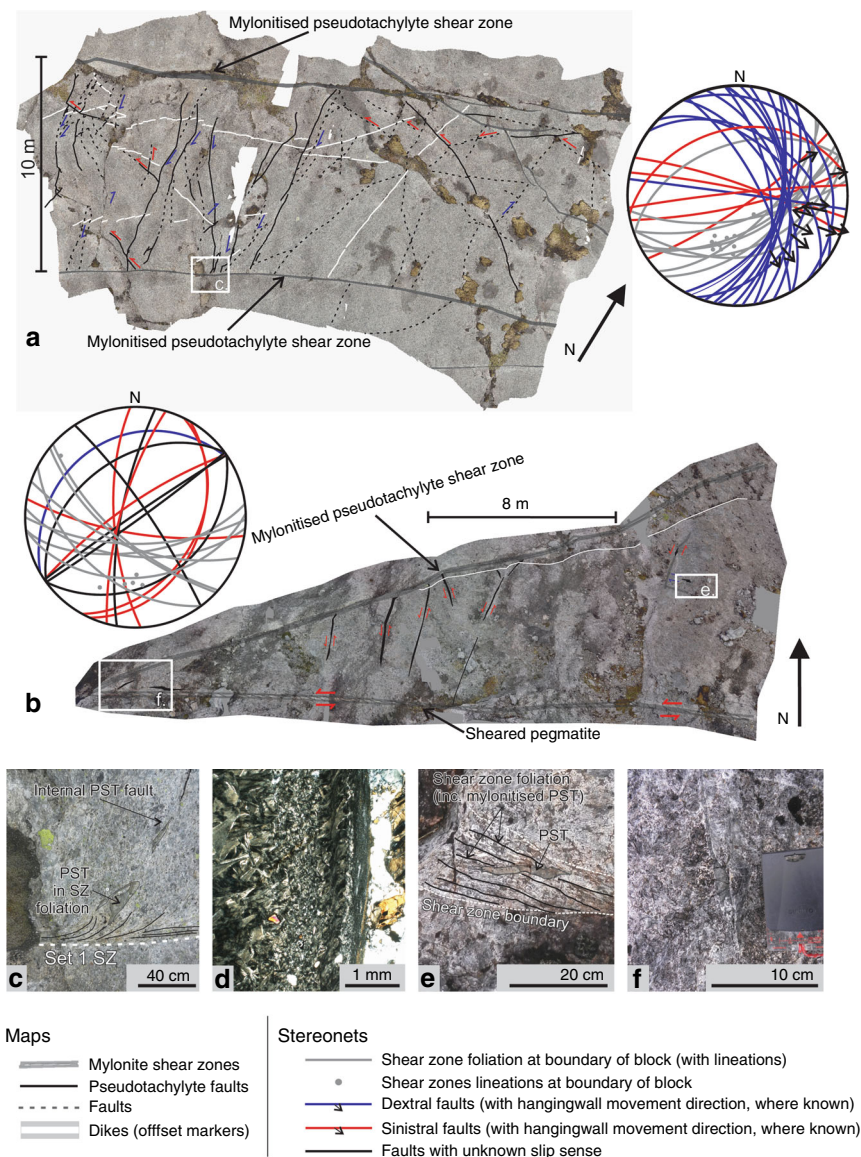 Mylonitised pseudotachylyte shear zone
10 m
N
c.
a
Mylonitised pseudotachylyte shear zone
N
N
Mylonitised pseudotachylyte shear zone
8 m
e.
f.
b
N
Sheared pegmatite
Internal PST fault
PST
in SZ
foliation
Set 1 SZ
c
40 cm
d
1 mm
Shear zone foliation
(inc. mylonitised PST)
PST
Shear zone boundary
e
20 cm
f
10 cm
Maps
Mylonite shear zones
Pseudotachylyte faults
Faults
Dikes (offfset markers)
Stereonets
Shear zone foliation at boundary of block (with lineations)
Shear zones lineations at boundary of block
Dextral faults (with hangingwall movement direction, where known)
Sinistral faults (with hangingwall movement direction, where known)
Faults with unknown slip sense